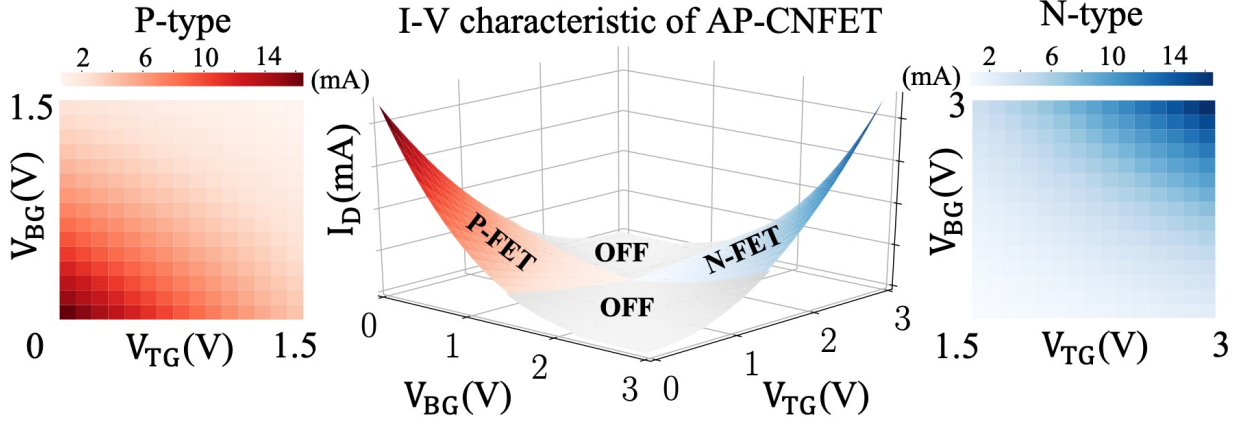 P-type
2 6 10 14
(mA)
1.5
V_BG(V)
0
V_TG(V)
1.5
I-V characteristic of AP-CNFET
I_D(mA)
P-FET
OFF
N-FET
OFF
0
1
2
3
V_BG(V)
0
1
2
3
V_TG(V)
N-type
2 6 10 14
(mA)
3
V_BG(V)
1.5
V_TG(V)
3